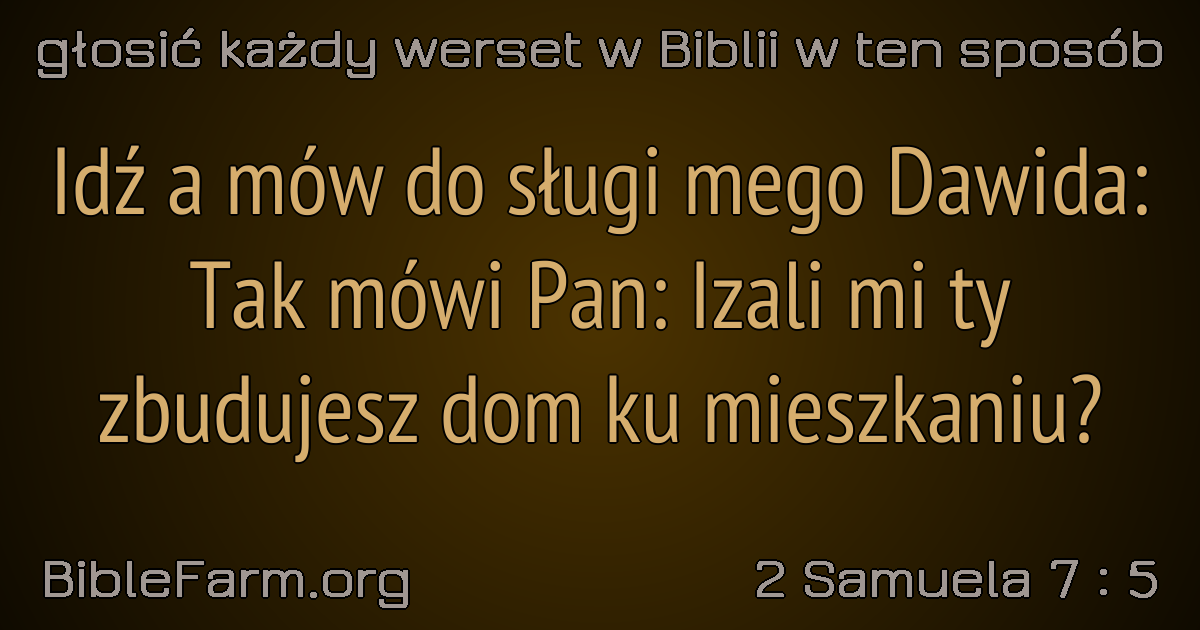 głosić każdy werset w Biblii w ten sposób
Idź a mów do sługi mego Dawida:
Tak mówi Pan: Izali mi ty
zbudujesz dom ku mieszkaniu?
BibleFarm.org
2 Samuela 7 : 5